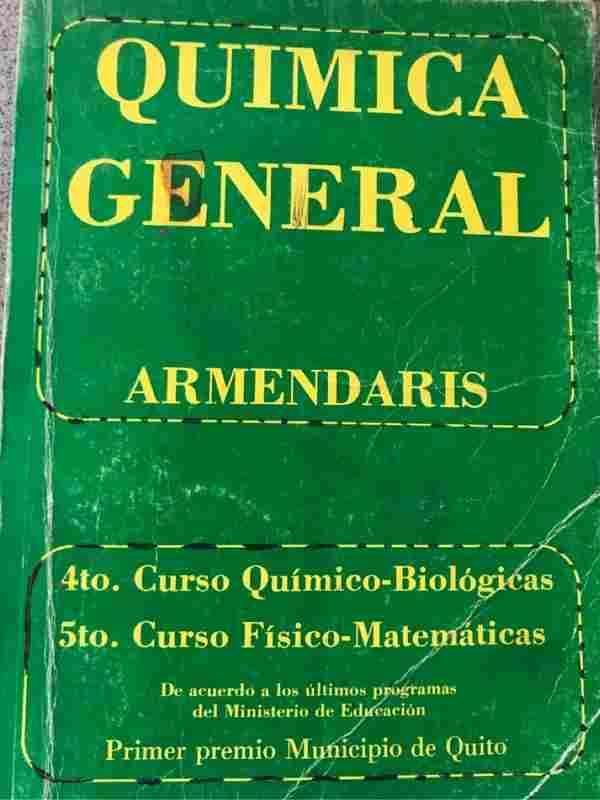 QUIMICA
GENERAL
ARMENDARIS
4to. Curso Químico-Biológicas
5to. Curso Físico-Matemáticas
De acuerdo a los últimos programas
del Ministerio de Educación
Primer premio Municipio de Quito